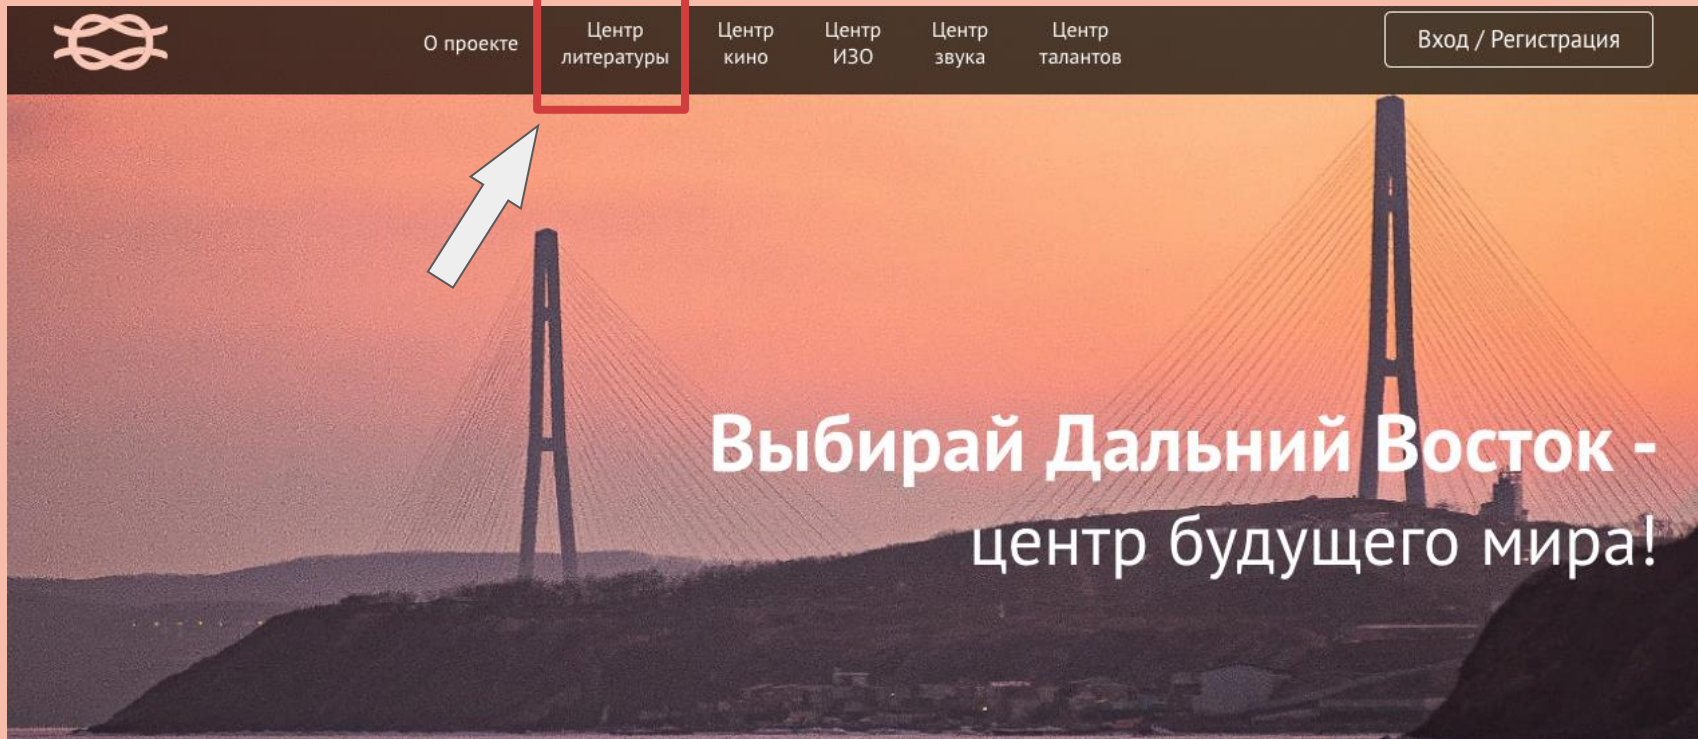 О проекте
Центр
литературы
Центр
кино
Центр
ИЗО
Центр
звука
Центр
талантов
Вход / Регистрация
Выбирай Дальний Восток -
центр будущего мира!